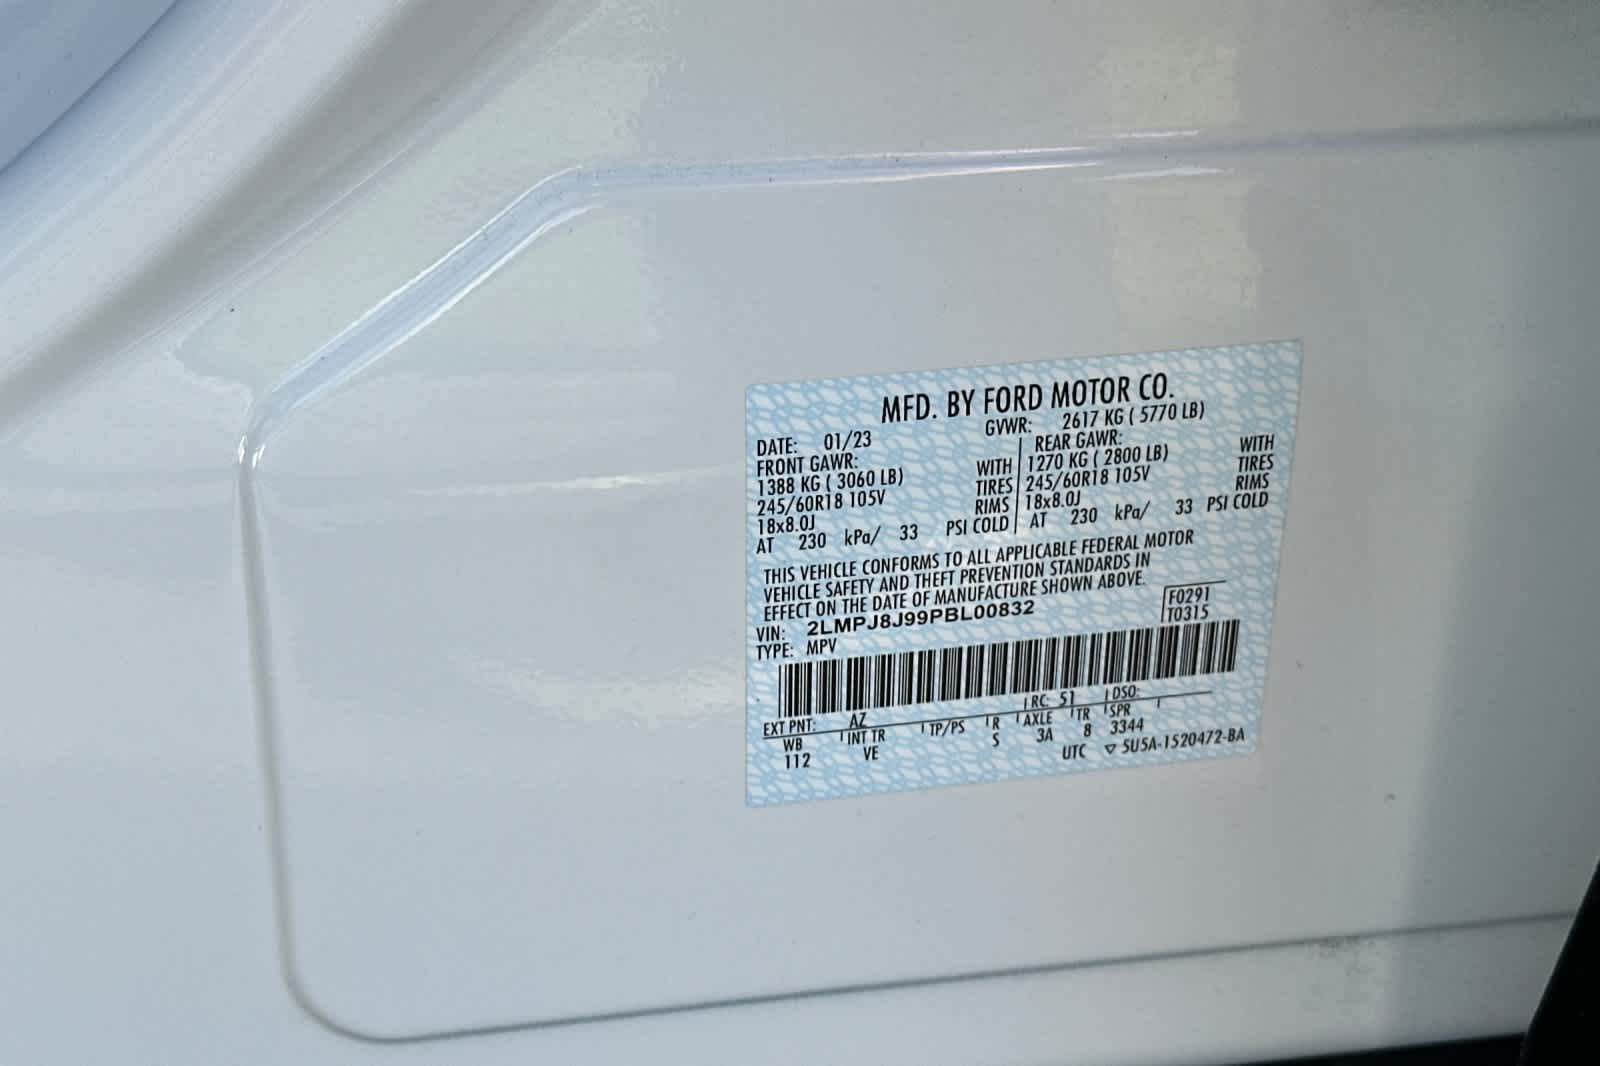 MFD. BY FORD MOTOR CO.
DATE: 01/23 GVWR: 2617 KG ( 5770 LB)
FRONT GAWR: REAR GAWR:
1388 KG ( 3060 LB) WITH 1270 KG ( 2800 LB) WITH
245/60R18 105V TIRES 245/60R18 105V TIRES
18x8.0J RIMS 18x8.0J RIMS
AT 230 kPa/ 33 PSI COLD AT 230 kPa/ 33 PSI COLD
THIS VEHICLE CONFORMS TO ALL APPLICABLE FEDERAL MOTOR
VEHICLE SAFETY AND THEFT PREVENTION STANDARDS IN
EFFECT ON THE DATE OF MANUFACTURE SHOWN ABOVE.
VIN: 2LMPJ8J99PBL00832 F0291
TYPE: MPV T0315
EXT PNT: AZ RC: 51 DSO:
WB INT TR TP/PS R AXLE TR SPR
112 VE S 3A 8 3344
UTC ▽ 5U5A-1520472-BA